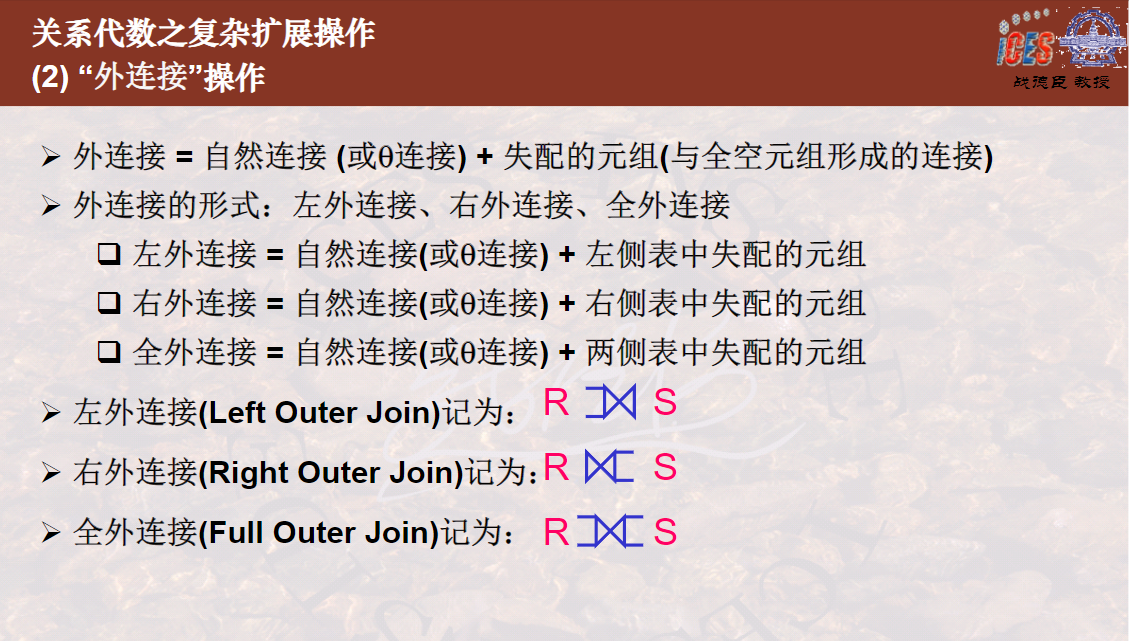 关系代数之复杂扩展操作
(2) “外连接”操作
iCES
战德臣 教授
➢ 外连接 = 自然连接 (或θ连接) + 失配的元组(与全空元组形成的连接)
➢ 外连接的形式：左外连接、右外连接、全外连接
❑ 左外连接 = 自然连接(或θ连接) + 左侧表中失配的元组
❑ 右外连接 = 自然连接(或θ连接) + 右侧表中失配的元组
❑ 全外连接 = 自然连接(或θ连接) + 两侧表中失配的元组
➢ 左外连接(Left Outer Join)记为： R ⟕ S
➢ 右外连接(Right Outer Join)记为：R ⟖ S
➢ 全外连接(Full Outer Join)记为： R ⟗ S